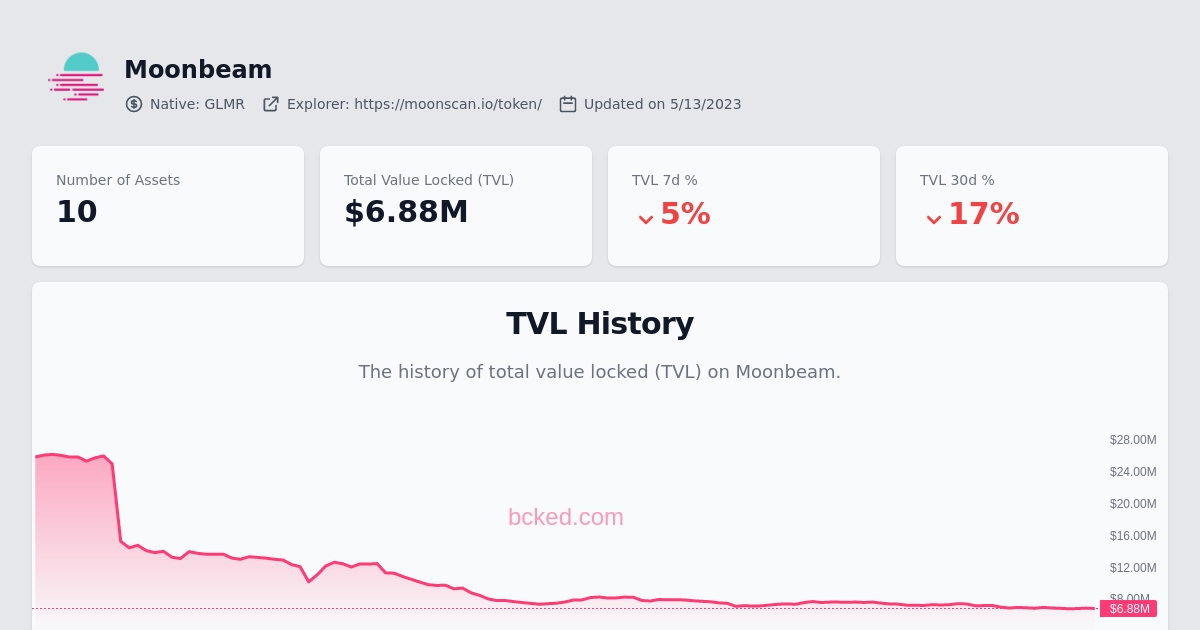 Moonbeam
Native: GLMR Explorer: https://moonscan.io/token/ Updated on 5/13/2023
Number of Assets
10
Total Value Locked (TVL)
$6.88M
TVL 7d %
5%
TVL 30d %
17%
TVL History
The history of total value locked (TVL) on Moonbeam.
bcked.com
$28.00M
$24.00M
$20.00M
$16.00M
$12.00M
$8.00M
$6.88M